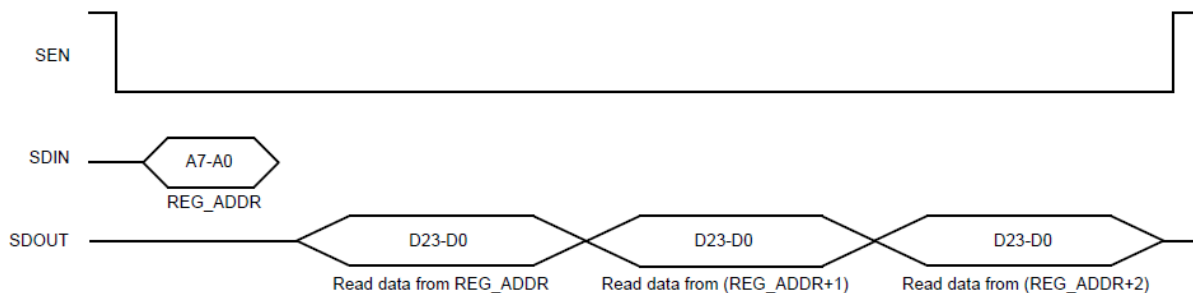 SEN
SDIN
A7-A0
REG_ADDR
SDOUT
D23-D0
D23-D0
D23-D0
Read data from REG_ADDR
Read data from (REG_ADDR+1)
Read data from (REG_ADDR+2)